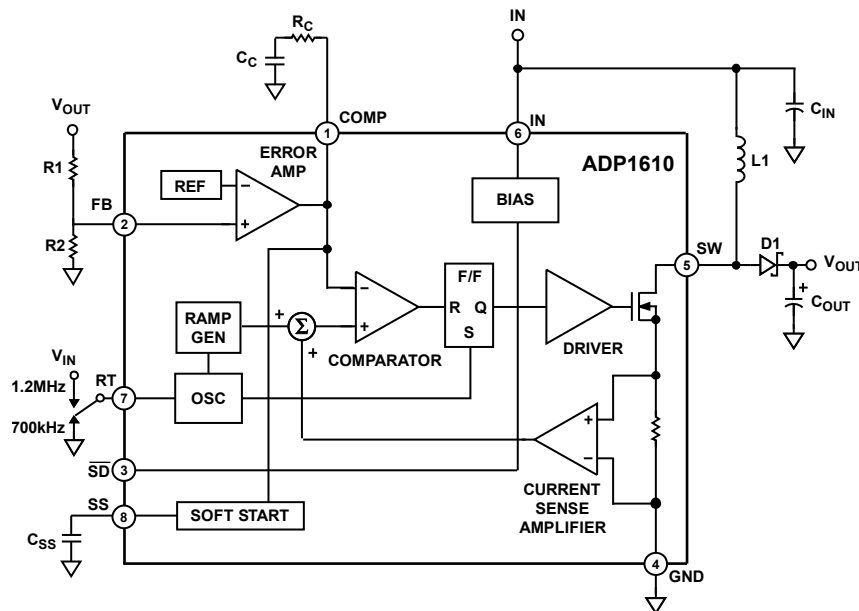 R_C
C_C
IN
V_OUT
COMP
IN
C_IN
1
6
ERROR
AMP
ADP1610
L1
R1
REF
−
BIAS
FB
2
+
R2
SW
5
D1
V_OUT
F/F
+
C_OUT
−
R Q
RAMP
GEN
+
Σ
+
S
COMPARATOR
DRIVER
+
V_IN
1.2MHz
RT
7
OSC
700kHz
+
−
SD
3
CURRENT
SENSE
AMPLIFIER
SS
8
SOFT START
C_SS
4
GND